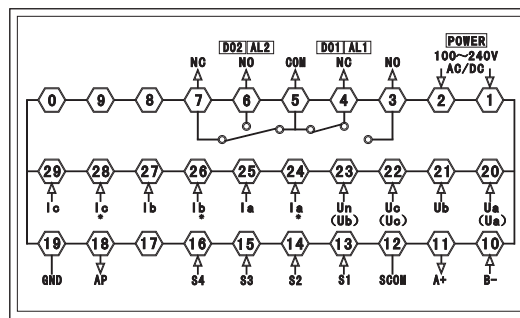 DO2 AL2 DO1 AL1 POWER
100~240V
NC NO COM NC NO AC/DC
0 9 8 7 6 5 4 3 2 1
29 28 27 26 25 24 23 22 21 20
Ic Ic Ib Ib Ia Ia Un Uc Ub Ua
* * * (Ub) (Uc) (Ua)
19 18 17 16 15 14 13 12 11 10
GND AP S4 S3 S2 S1 SCOM A+ B-